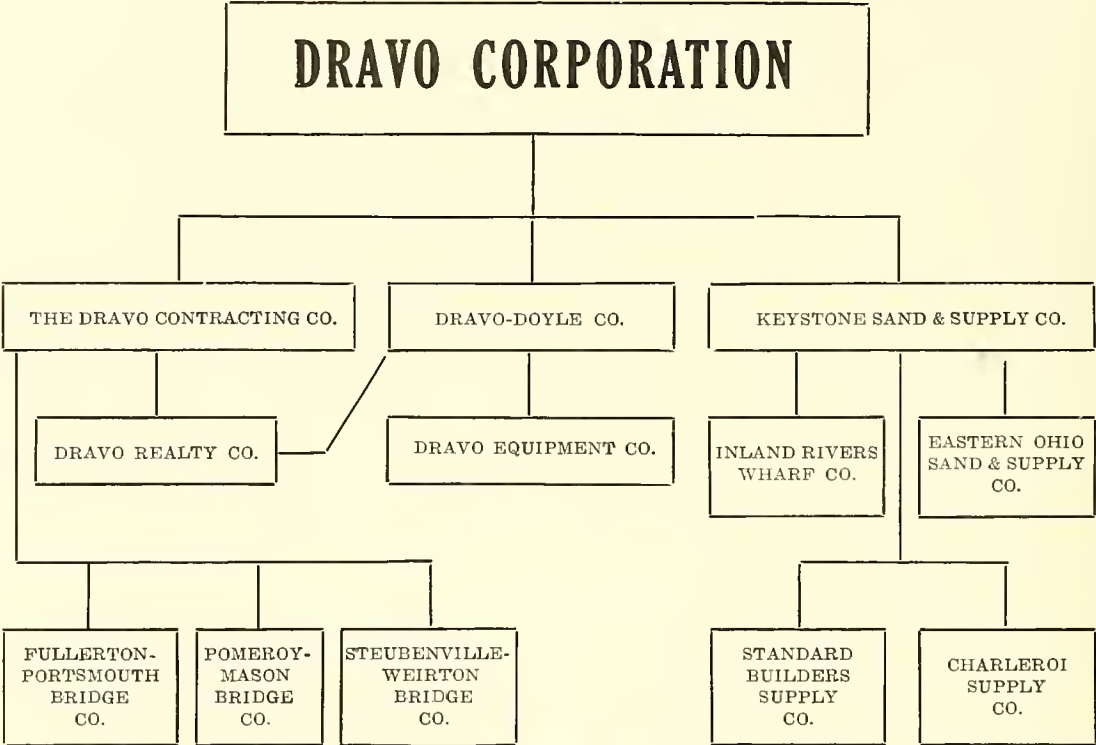 DRAVO CORPORATION
THE DRAVO CONTRACTING CO.
DRAVO-DOYLE CO.
KEYSTONE SAND & SUPPLY CO.
DRAVO REALTY CO.
DRAVO EQUIPMENT CO.
INLAND RIVERS
WHARF CO.
EASTERN OHIO
SAND & SUPPLY
CO.
FULLERTON-
PORTSMOUTH
BRIDGE
CO.
POMEROY-
MASON
BRIDGE
CO.
STEUBENVILLE-
WEIRTON
BRIDGE
CO.
STANDARD
BUILDERS
SUPPLY
CO.
CHARLEROI
SUPPLY
CO.